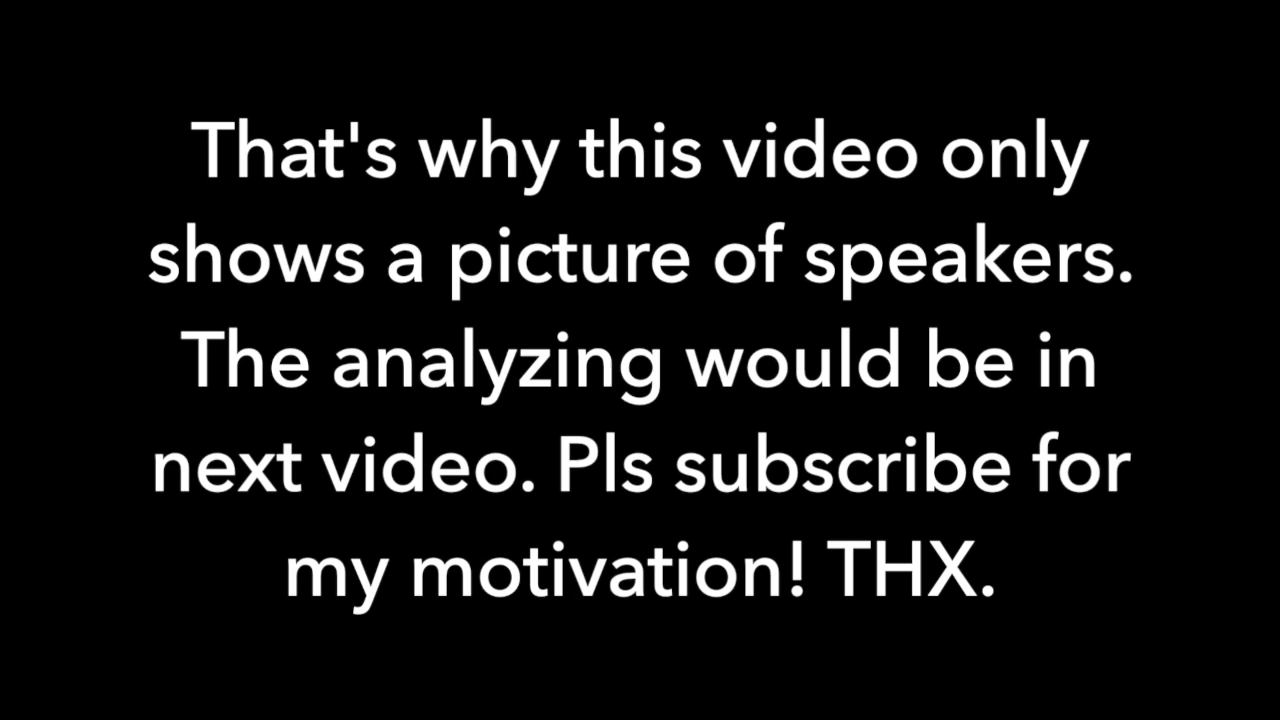 That's why this video only
shows a picture of speakers.
The analyzing would be in
next video. Pls subscribe for
my motivation! THX.